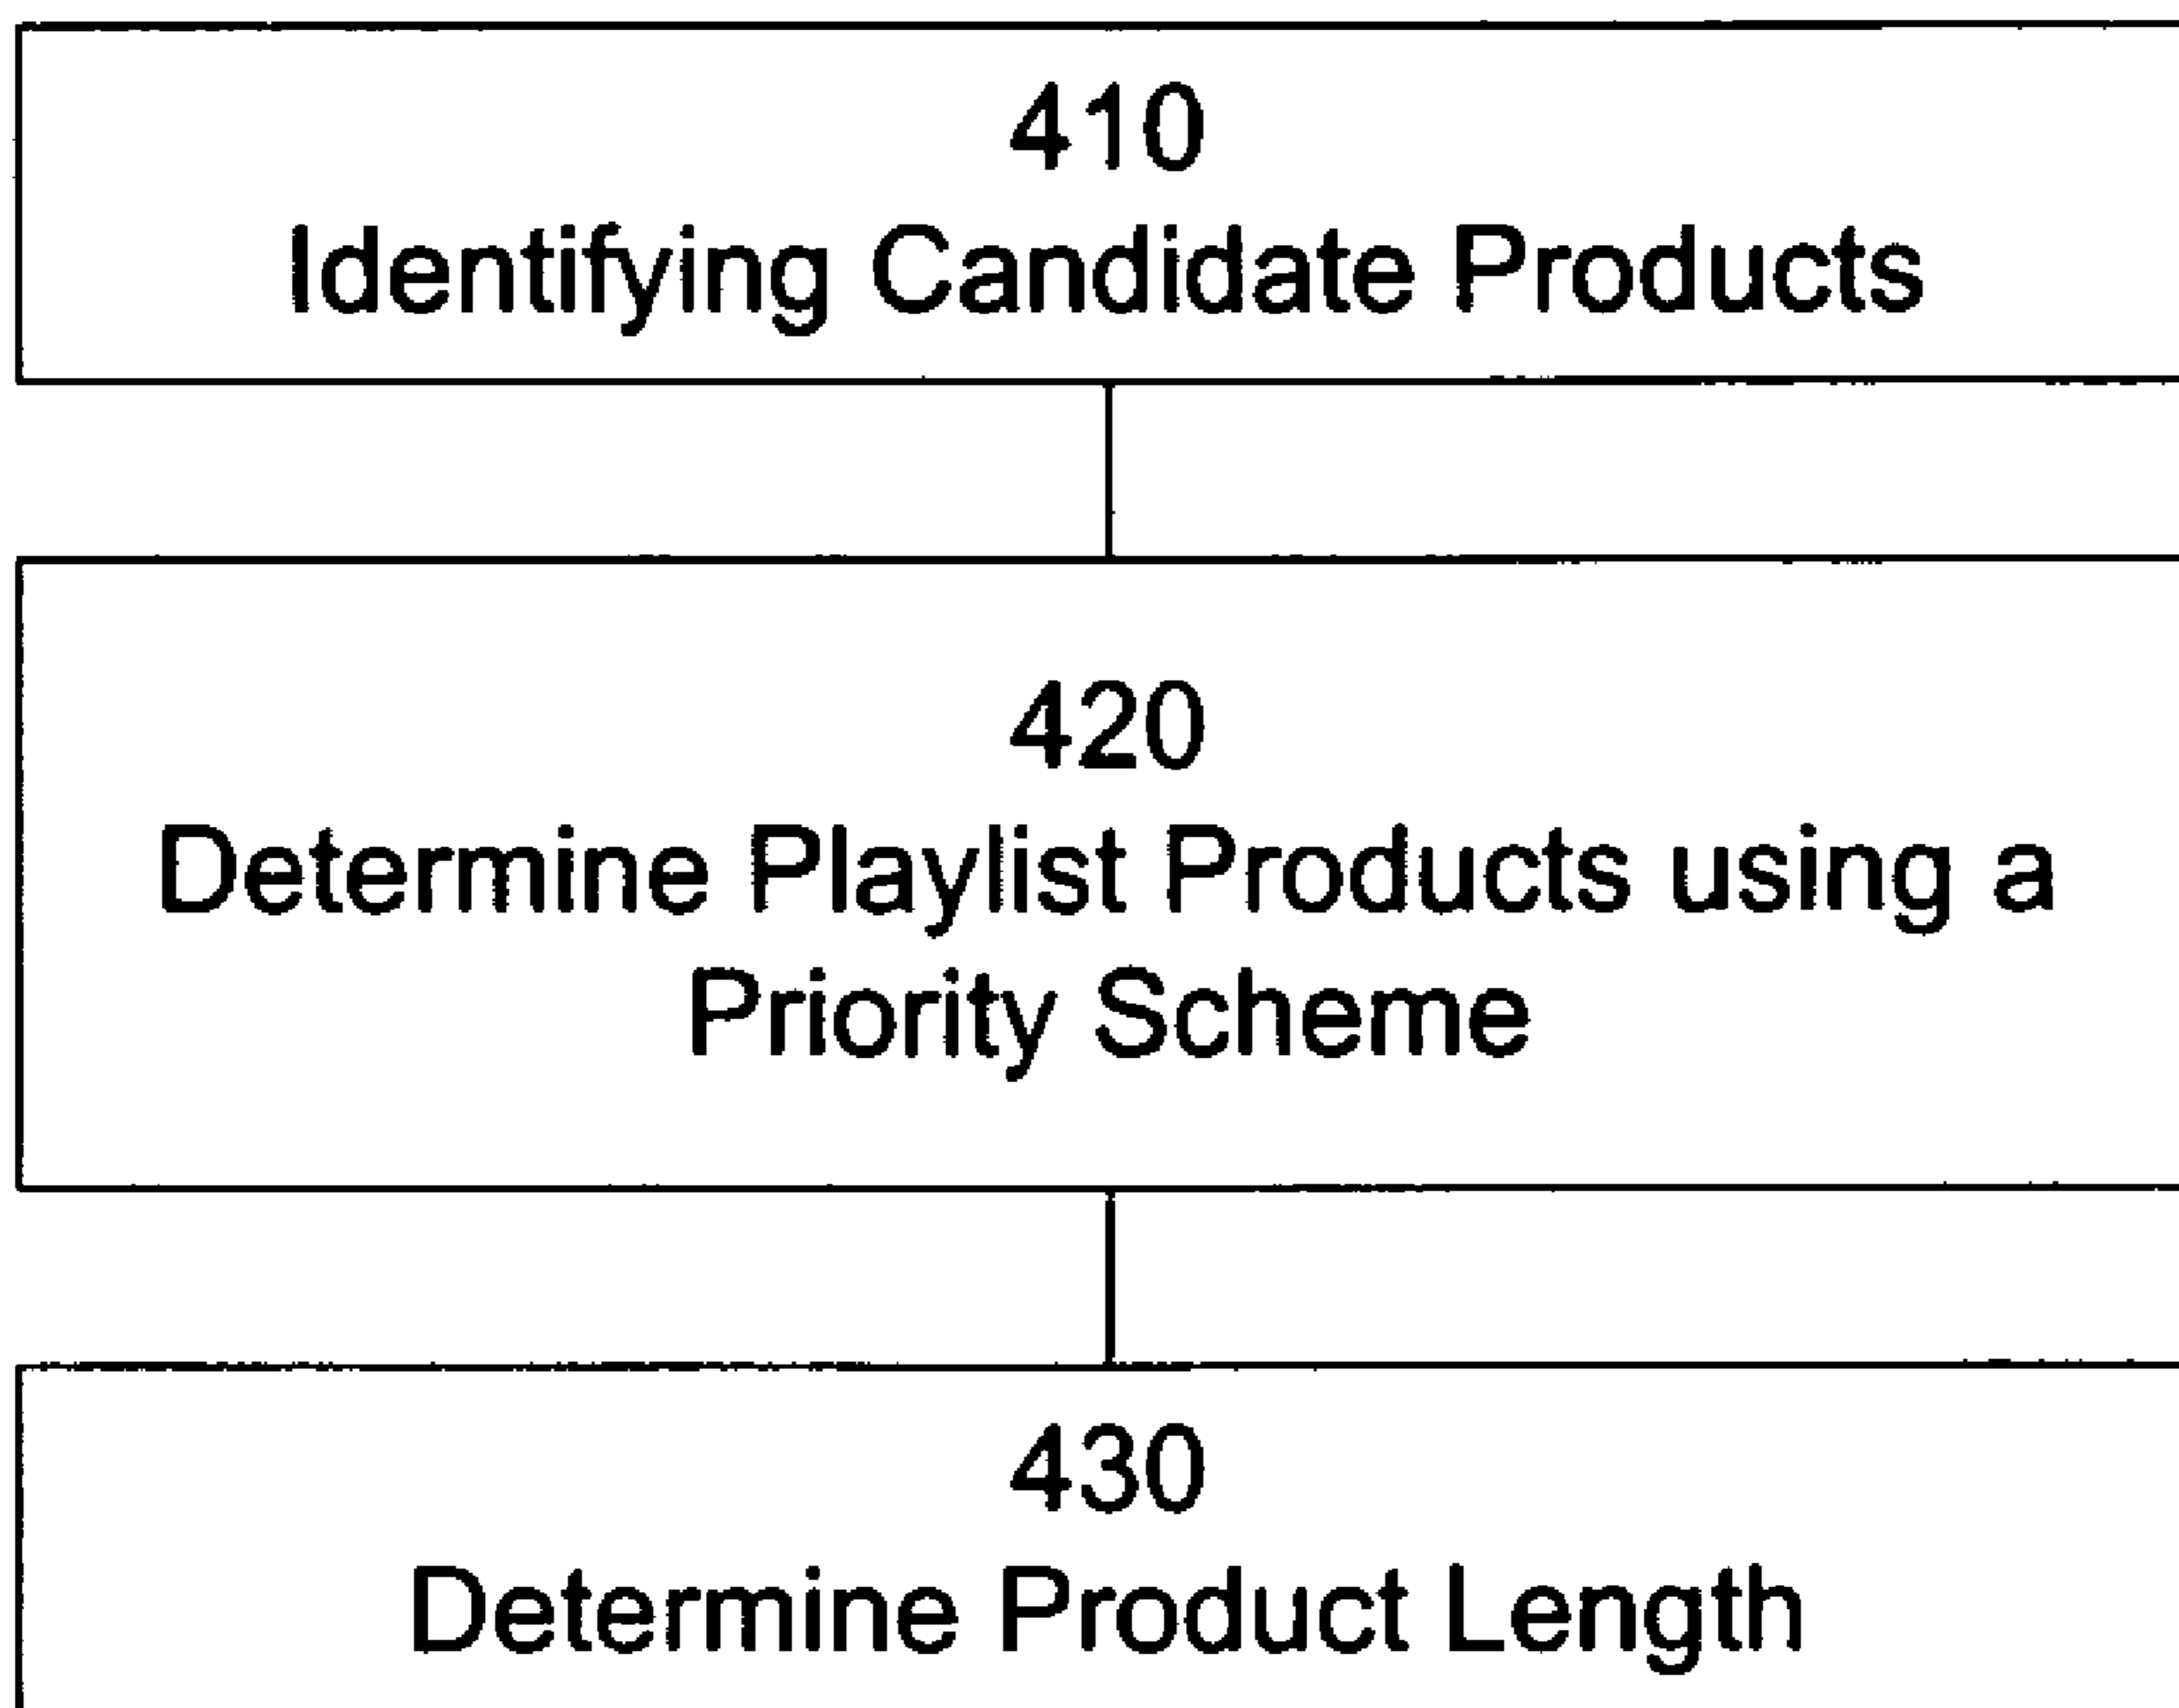 410
Identifying Candidate Products
420
Determine Playlist Products using a
Priority Scheme
430
Determine Product Length